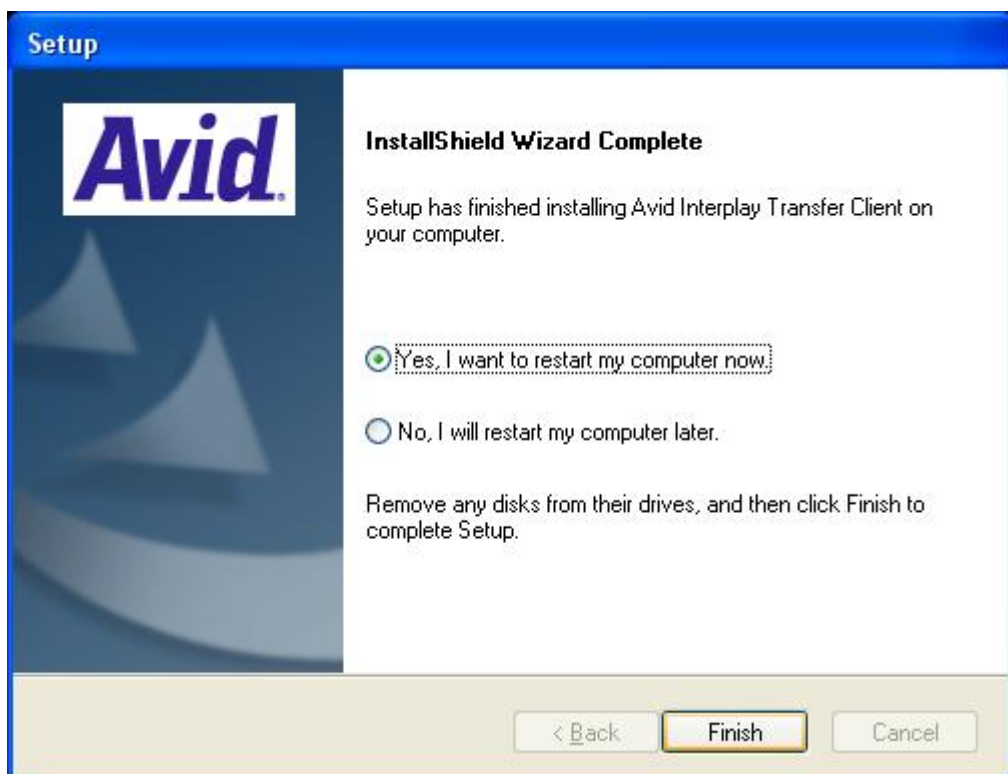 Setup
Avid
InstallShield Wizard Complete
Setup has finished installing Avid Interplay Transfer Client on
your computer.
Yes, I want to restart my computer now.
No, I will restart my computer later.
Remove any disks from their drives, and then click Finish to
complete Setup.
< Back
Finish
Cancel